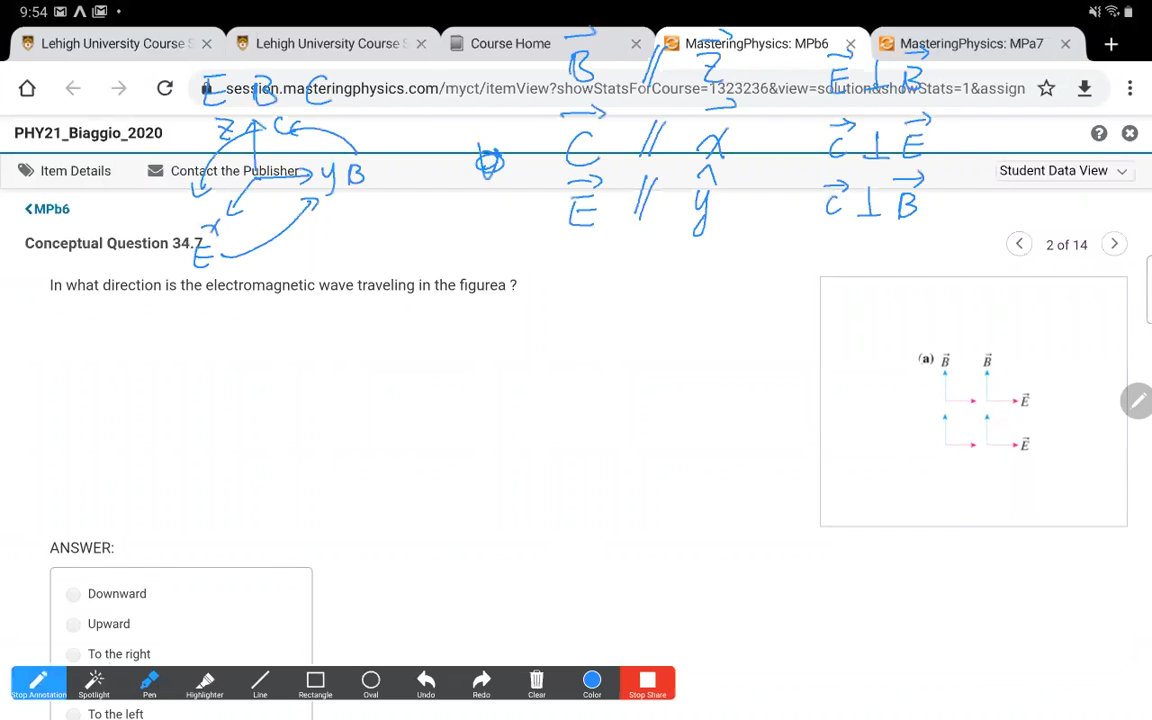 9:54
Lehigh University Course S
Lehigh University Course S
Course Home
MasteringPhysics: MPb6
MasteringPhysics: MPa7
session.masteringphysics.com/myct/itemView?showStatsForCourse=1323236&view=solution&showStats=1&assign
E B C
B⃗ // z⃗
E⃗ ⊥ B⃗
PHY21_Biaggio_2020
z C
C⃗ // x⃗
C⃗ ⊥ E⃗
Item Details
Contact the Publisher
y B
Student Data View
x
E
E⃗ // ŷ
C⃗ ⊥ B⃗
<MPb6
Conceptual Question 34.7
2 of 14
In what direction is the electromagnetic wave traveling in the figurea ?
(a) B⃗ B⃗
E⃗
E⃗
ANSWER:
Downward
Upward
To the right
To the left
Stop Annotation
Spotlight
Pen
Highlighter
Line
Rectangle
Oval
Undo
Redo
Clear
Color
Stop Share